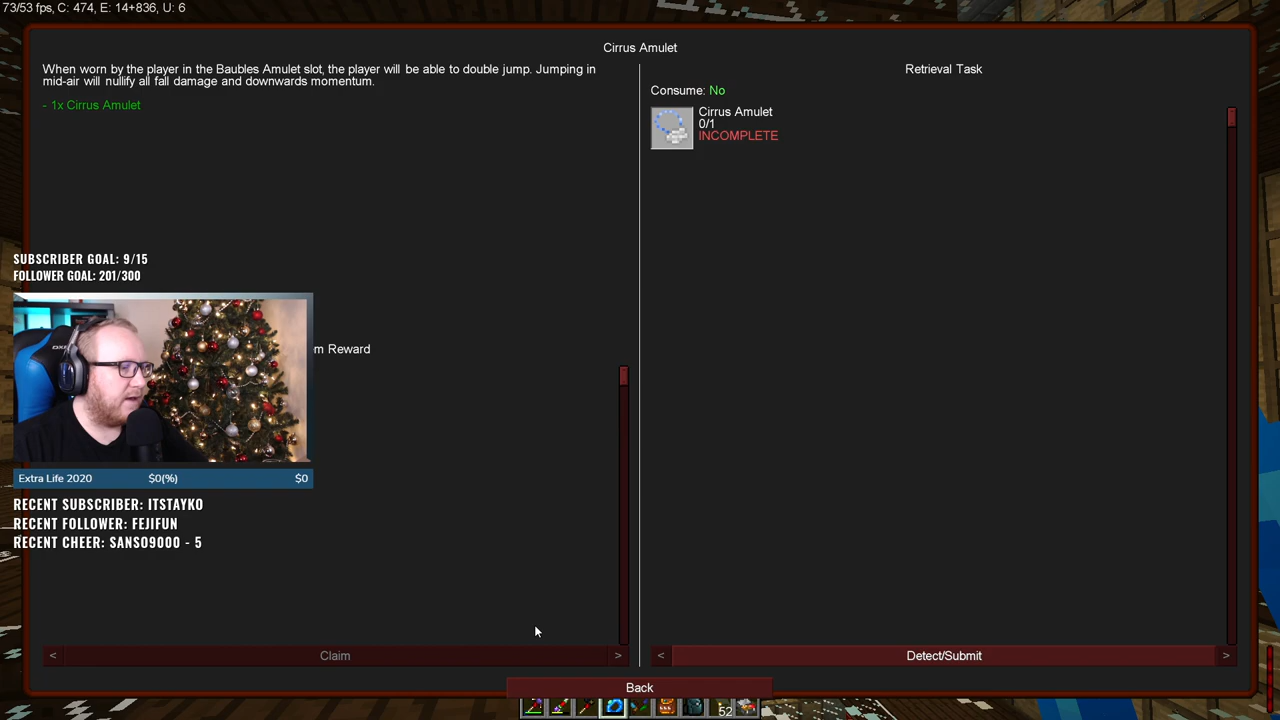 73/53 fps, C: 474, E: 14+836, U: 6
Cirrus Amulet
When worn by the player in the Baubles Amulet slot, the player will be able to double jump. Jumping in
mid-air will nullify all fall damage and downwards momentum.
- 1x Cirrus Amulet
Retrieval Task
Consume: No
Cirrus Amulet
0/1
INCOMPLETE
SUBSCRIBER GOAL: 9/15
FOLLOWER GOAL: 201/300
m Reward
Extra Life 2020 $0(%) $0
RECENT SUBSCRIBER: ITSTAYKO
RECENT FOLLOWER: FEJIFUN
RECENT CHEER: SANSO9000 - 5
< Claim >
< Detect/Submit >
Back
52